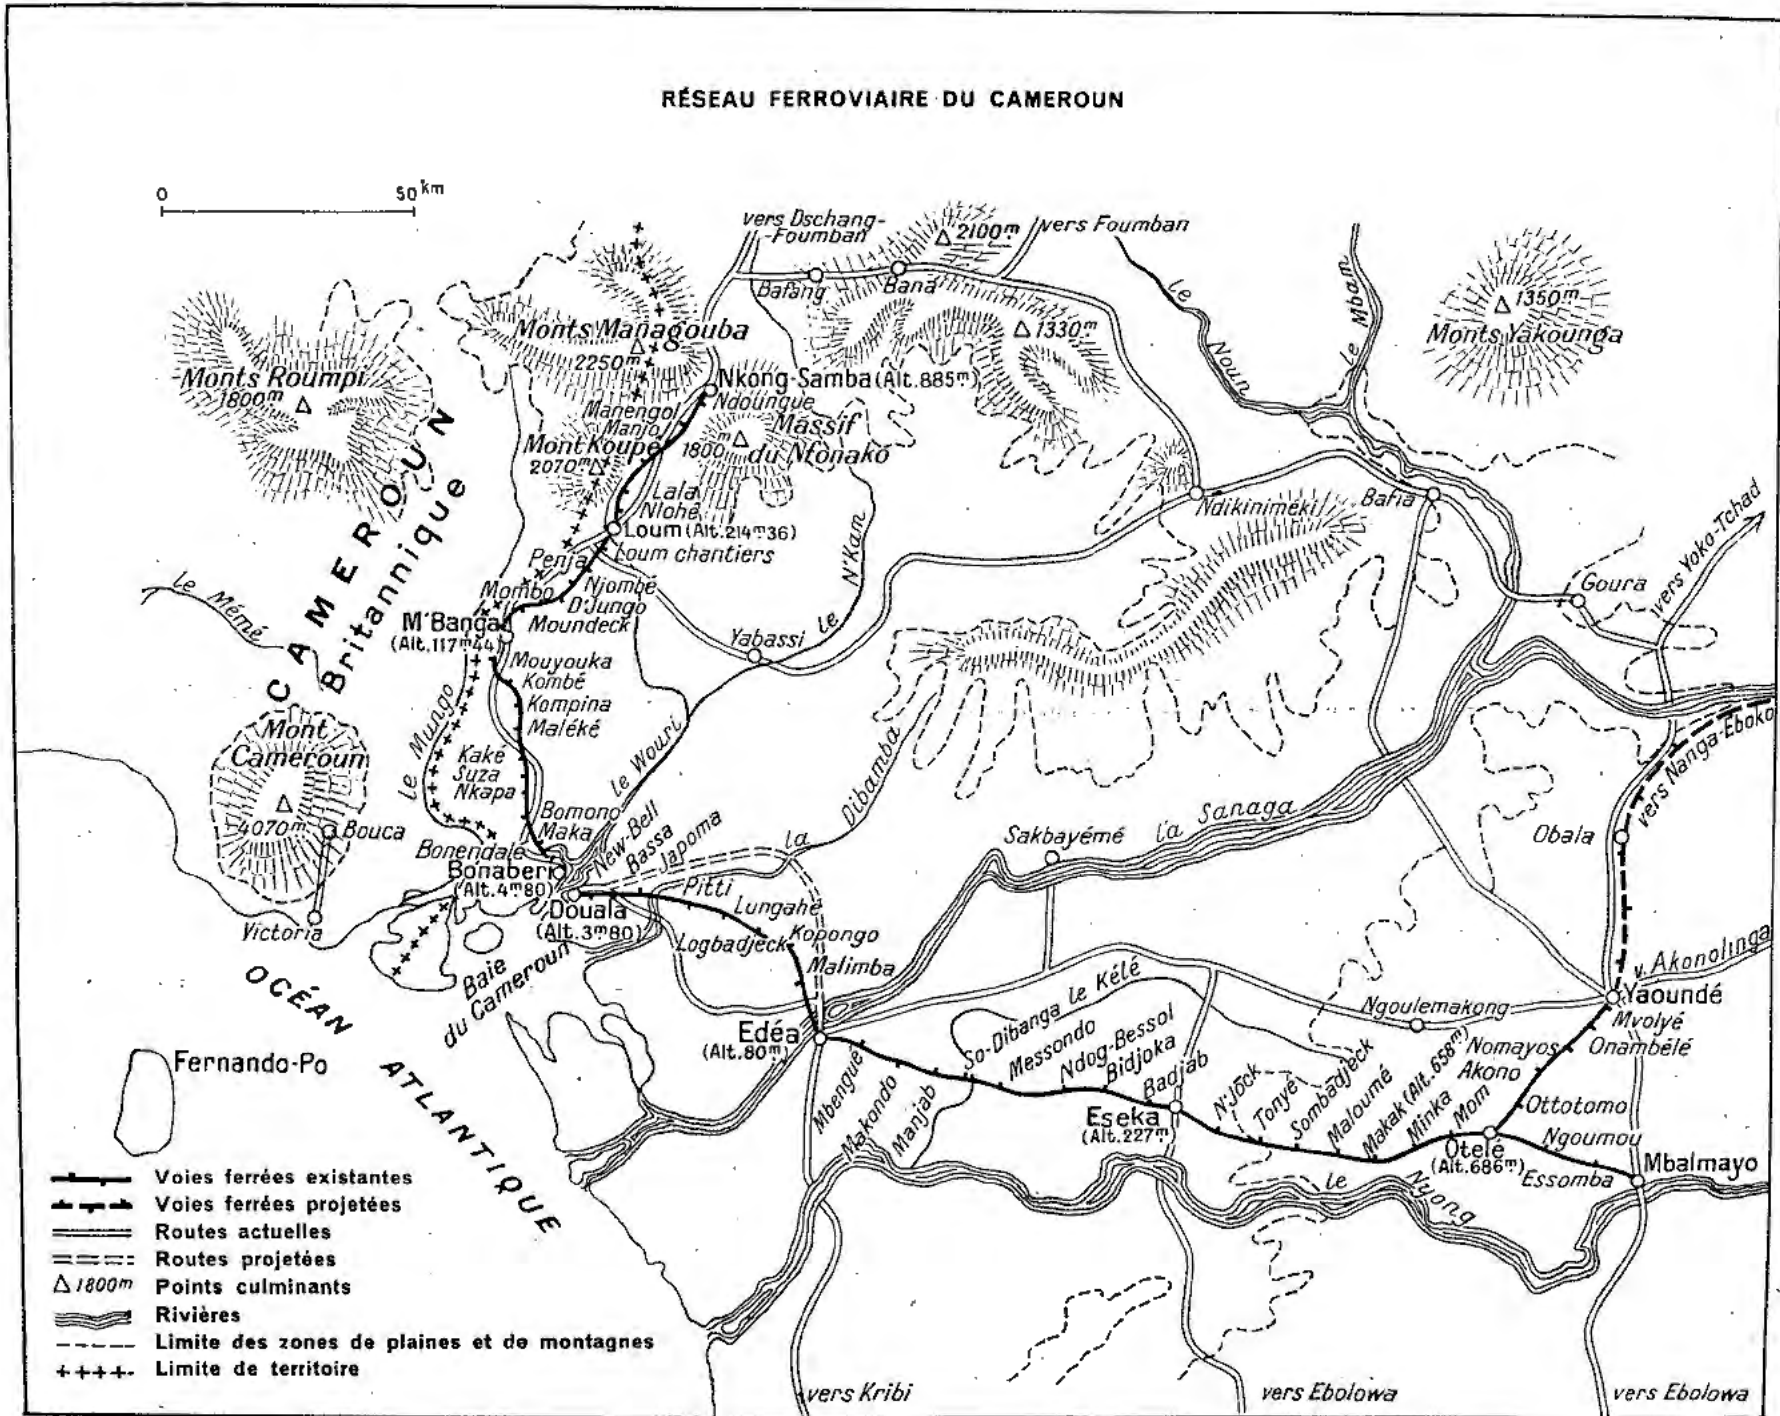 RÉSEAU FERROVIAIRE DU CAMEROUN
0 50 km
vers Dschang-
-Foumban
2100m
vers Foumban
Bafang
Bana
le Noun
le Mbam
1350m
Monts Yakounga
1330m
Monts Managouba
2250m
Monts Roumpi
1800m
Nkong-Samba (Alt. 885m)
Ndoungue
Manengol
Manjo
Massif
du Nfonako
1800m
Mont Koupé
2070m
CAMEROUN
Britannique
Lala
Nlohé
Loum (Alt. 214m36)
Loum chantiers
Ndikiniméki
Bafia
Penja
N'Kam
le
Njombé
Mombo
D'Jungo
Moundeck
le Mémé
M'Banga
(Alt. 117m44)
Yabassi
Goura
vers Yoko-Tchad
Mouyouka
Kombé
Kompina
Maléké
le Mungo
Mont
Cameroun
4070m
Kaké
Suza
Nkapa
le Wouri
la Dibamba
vers Nanga-Eboko
Bouca
Bomono
Maka
Bonendale
Bonaberi
(Alt. 4m80)
New-Bell
Bassa
Japoma
Sakbayémé
la Sanaga
Obala
Victoria
Douala
(Alt. 3m80)
Pitti
Lungahe
Logbadjeck
Kopongo
Malimba
Baie
du Cameroun
v. Akonolinga
OCÉAN ATLANTIQUE
Yaoundé
Mvolyé
Onambélé
Ngoulemakong
Nomayos
Akono
Edéa
(Alt. 80m)
Fernando-Po
le Kélé
Mbengué
Makondo
Manjab
So-Dibanga
Messondo
Ndog-Bessol
Bidjoka
Badjab
Eseka
(Alt. 227m)
N'Jock
Tonyé
Sombadjeck
Maloumé
Makak (Alt. 658m)
Minka
Mom
Ottotomo
Otelé
(Alt. 686m)
Ngoumou
Essomba
Mbalmayo
le Nyong
Voies ferrées existantes
Voies ferrées projetées
Routes actuelles
Routes projetées
1800m Points culminants
Rivières
Limite des zones de plaines et de montagnes
Limite de territoire
vers Kribi
vers Ebolowa
vers Ebolowa